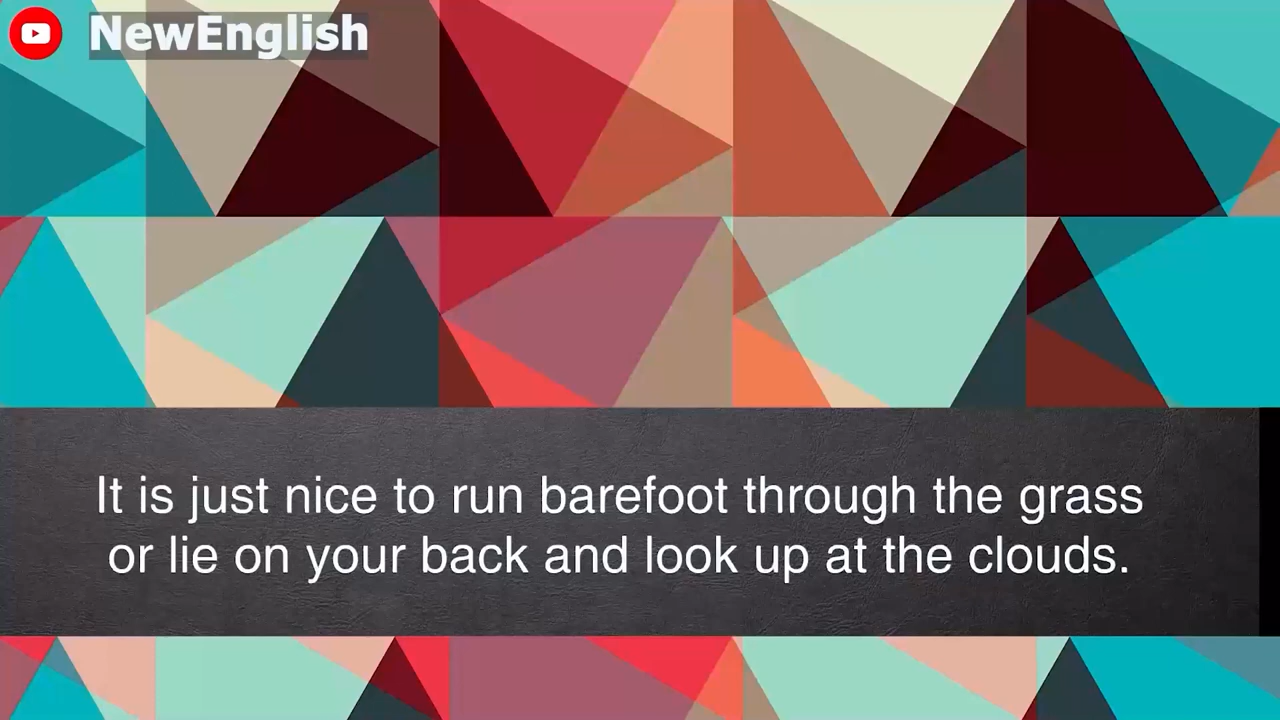 NewEnglish
It is just nice to run barefoot through the grass
or lie on your back and look up at the clouds.